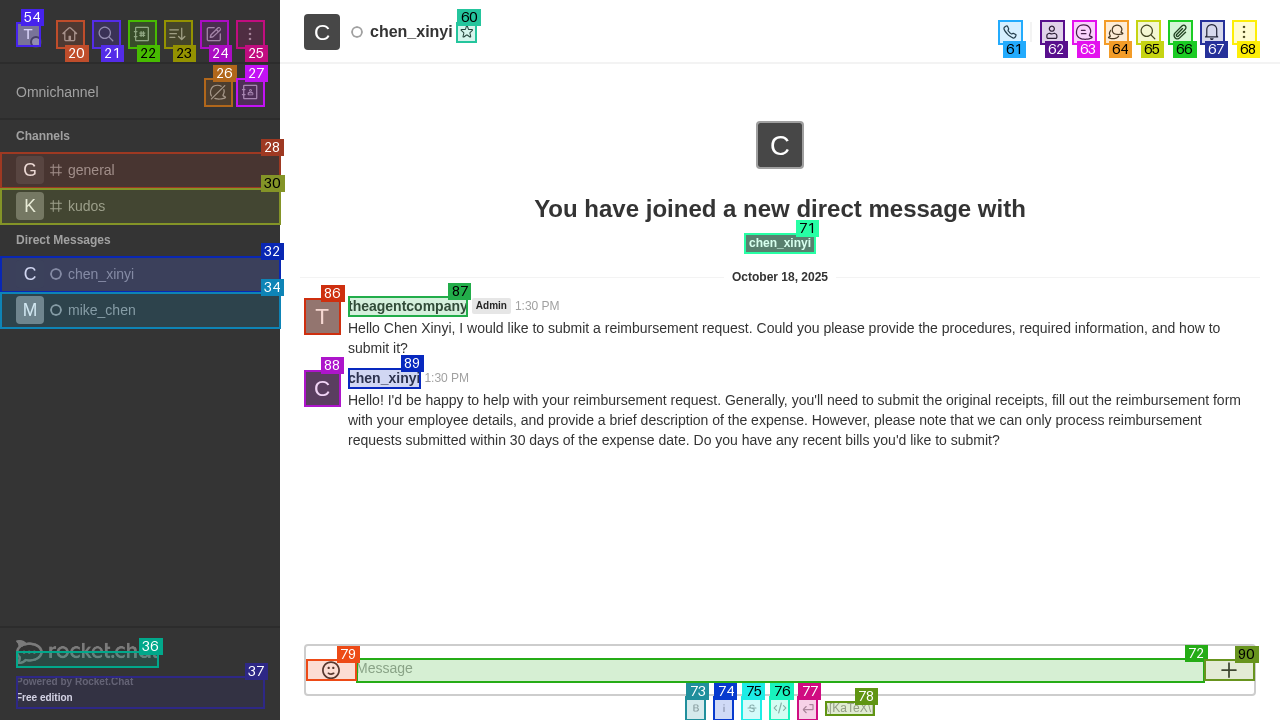 54
T
20
21
22
23
24
25
C
chen_xinyi
60
61
62
63
64
65
66
67
68
Omnichannel
26
27
Channels
28
G general
30
K kudos
Direct Messages
32
C chen_xinyi
34
M mike_chen
C
You have joined a new direct message with
71
chen_xinyi
October 18, 2025
86
87
T
theagentcompany Admin 1:30 PM
Hello Chen Xinyi, I would like to submit a reimbursement request. Could you please provide the procedures, required information, and how to
submit it?
88
89
C
chen_xinyi 1:30 PM
Hello! I'd be happy to help with your reimbursement request. Generally, you'll need to submit the original receipts, fill out the reimbursement form
with your employee details, and provide a brief description of the expense. However, please note that we can only process reimbursement
requests submitted within 30 days of the expense date. Do you have any recent bills you'd like to submit?
rocket.chat
36
37
Powered by Rocket.Chat
Free edition
79
Message
72
90
73
74
75
76
77
78
B
i
S
</>
\[KaTeX\]